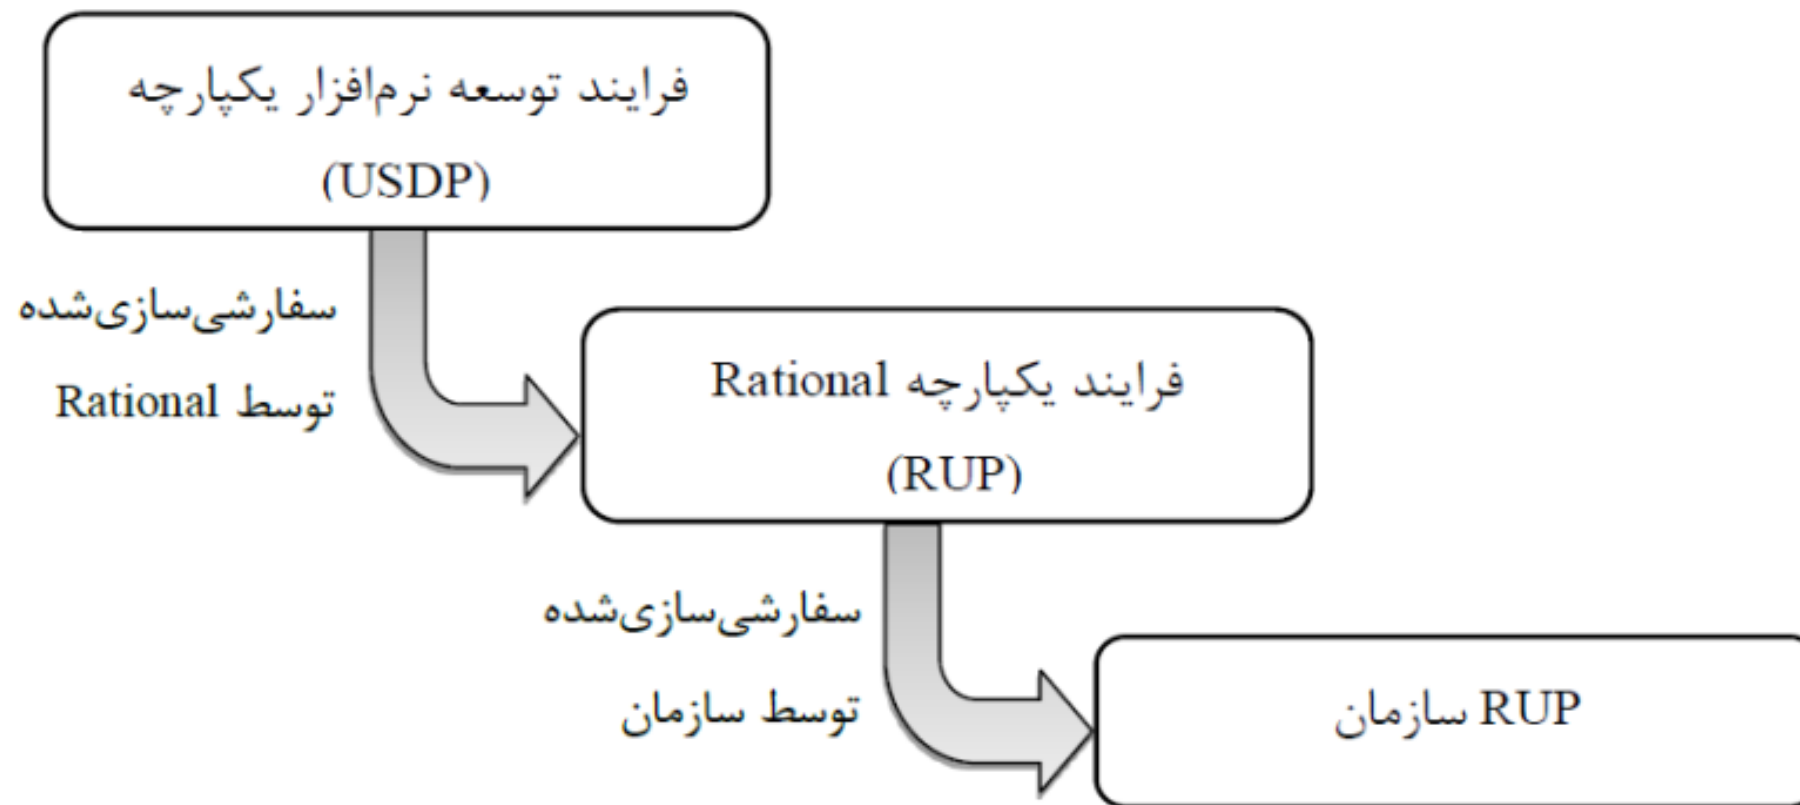 فرایند توسعه نرم‌افزار یکپارچه
(USDP)
سفارشی‌سازی‌شده
توسط Rational
فرایند یکپارچه Rational
(RUP)
سفارشی‌سازی‌شده
توسط سازمان
RUP سازمان